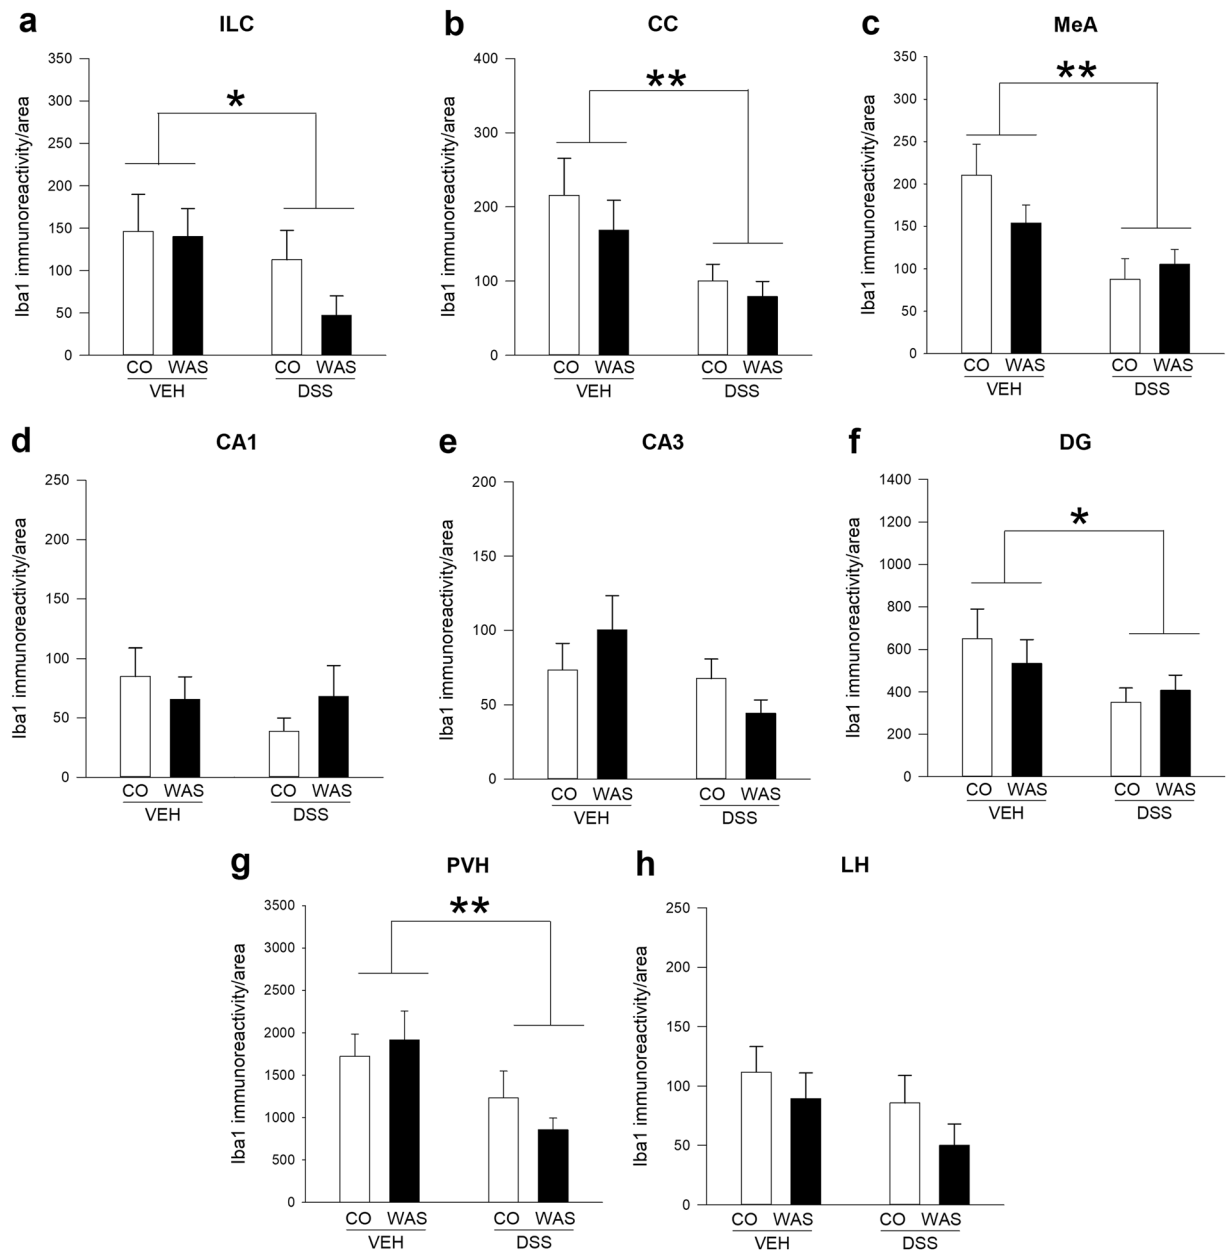 a
ILC
Iba1 immunoreactivity/area
350
300
250
200
150
100
50
0
*
CO WAS CO WAS
VEH DSS
b
CC
Iba1 immunoreactivity/area
400
300
200
100
0
**
CO WAS CO WAS
VEH DSS
c
MeA
Iba1 immunoreactivity/area
350
300
250
200
150
100
50
0
**
CO WAS CO WAS
VEH DSS
d
CA1
Iba1 immunoreactivity/area
250
200
150
100
50
0
CO WAS CO WAS
VEH DSS
e
CA3
Iba1 immunoreactivity/area
200
150
100
50
0
CO WAS CO WAS
VEH DSS
f
DG
Iba1 immunoreactivity/area
1400
1200
1000
800
600
400
200
0
*
CO WAS CO WAS
VEH DSS
g
PVH
Iba1 immunoreactivity/area
3500
3000
2500
2000
1500
1000
500
0
**
CO WAS CO WAS
VEH DSS
h
LH
Iba1 immunoreactivity/area
250
200
150
100
50
0
CO WAS CO WAS
VEH DSS